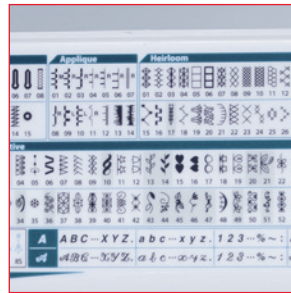 Applique Heirloom
06 07 08 01 02 03 04 05 06 07 01 02 03 04 05 06 07 08 09 10 11 12
14 15 08 09 10 11 12 13 14 15 16 17 18 19 20 21 22 23 24 25 26
tive
04 05 06 07 08 09 10 11 12 13 14 15 16 17 18 19 20 21 22
34 35 36 37 38 39 40 41 42 43 44 45 46 47 48 49 50 51 52
A ABC···XYZ. abc···xyz. 123···%~:
85 A ABC···XYZ. abc···xyz. 123···%~: